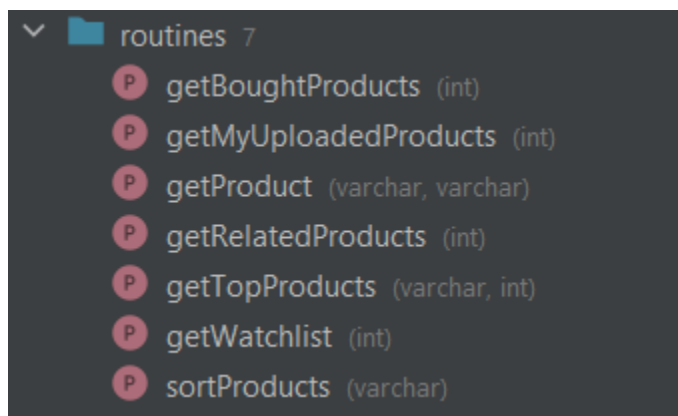 routines 7
P getBoughtProducts (int)
P getMyUploadedProducts (int)
P getProduct (varchar, varchar)
P getRelatedProducts (int)
P getTopProducts (varchar, int)
P getWatchlist (int)
P sortProducts (varchar)